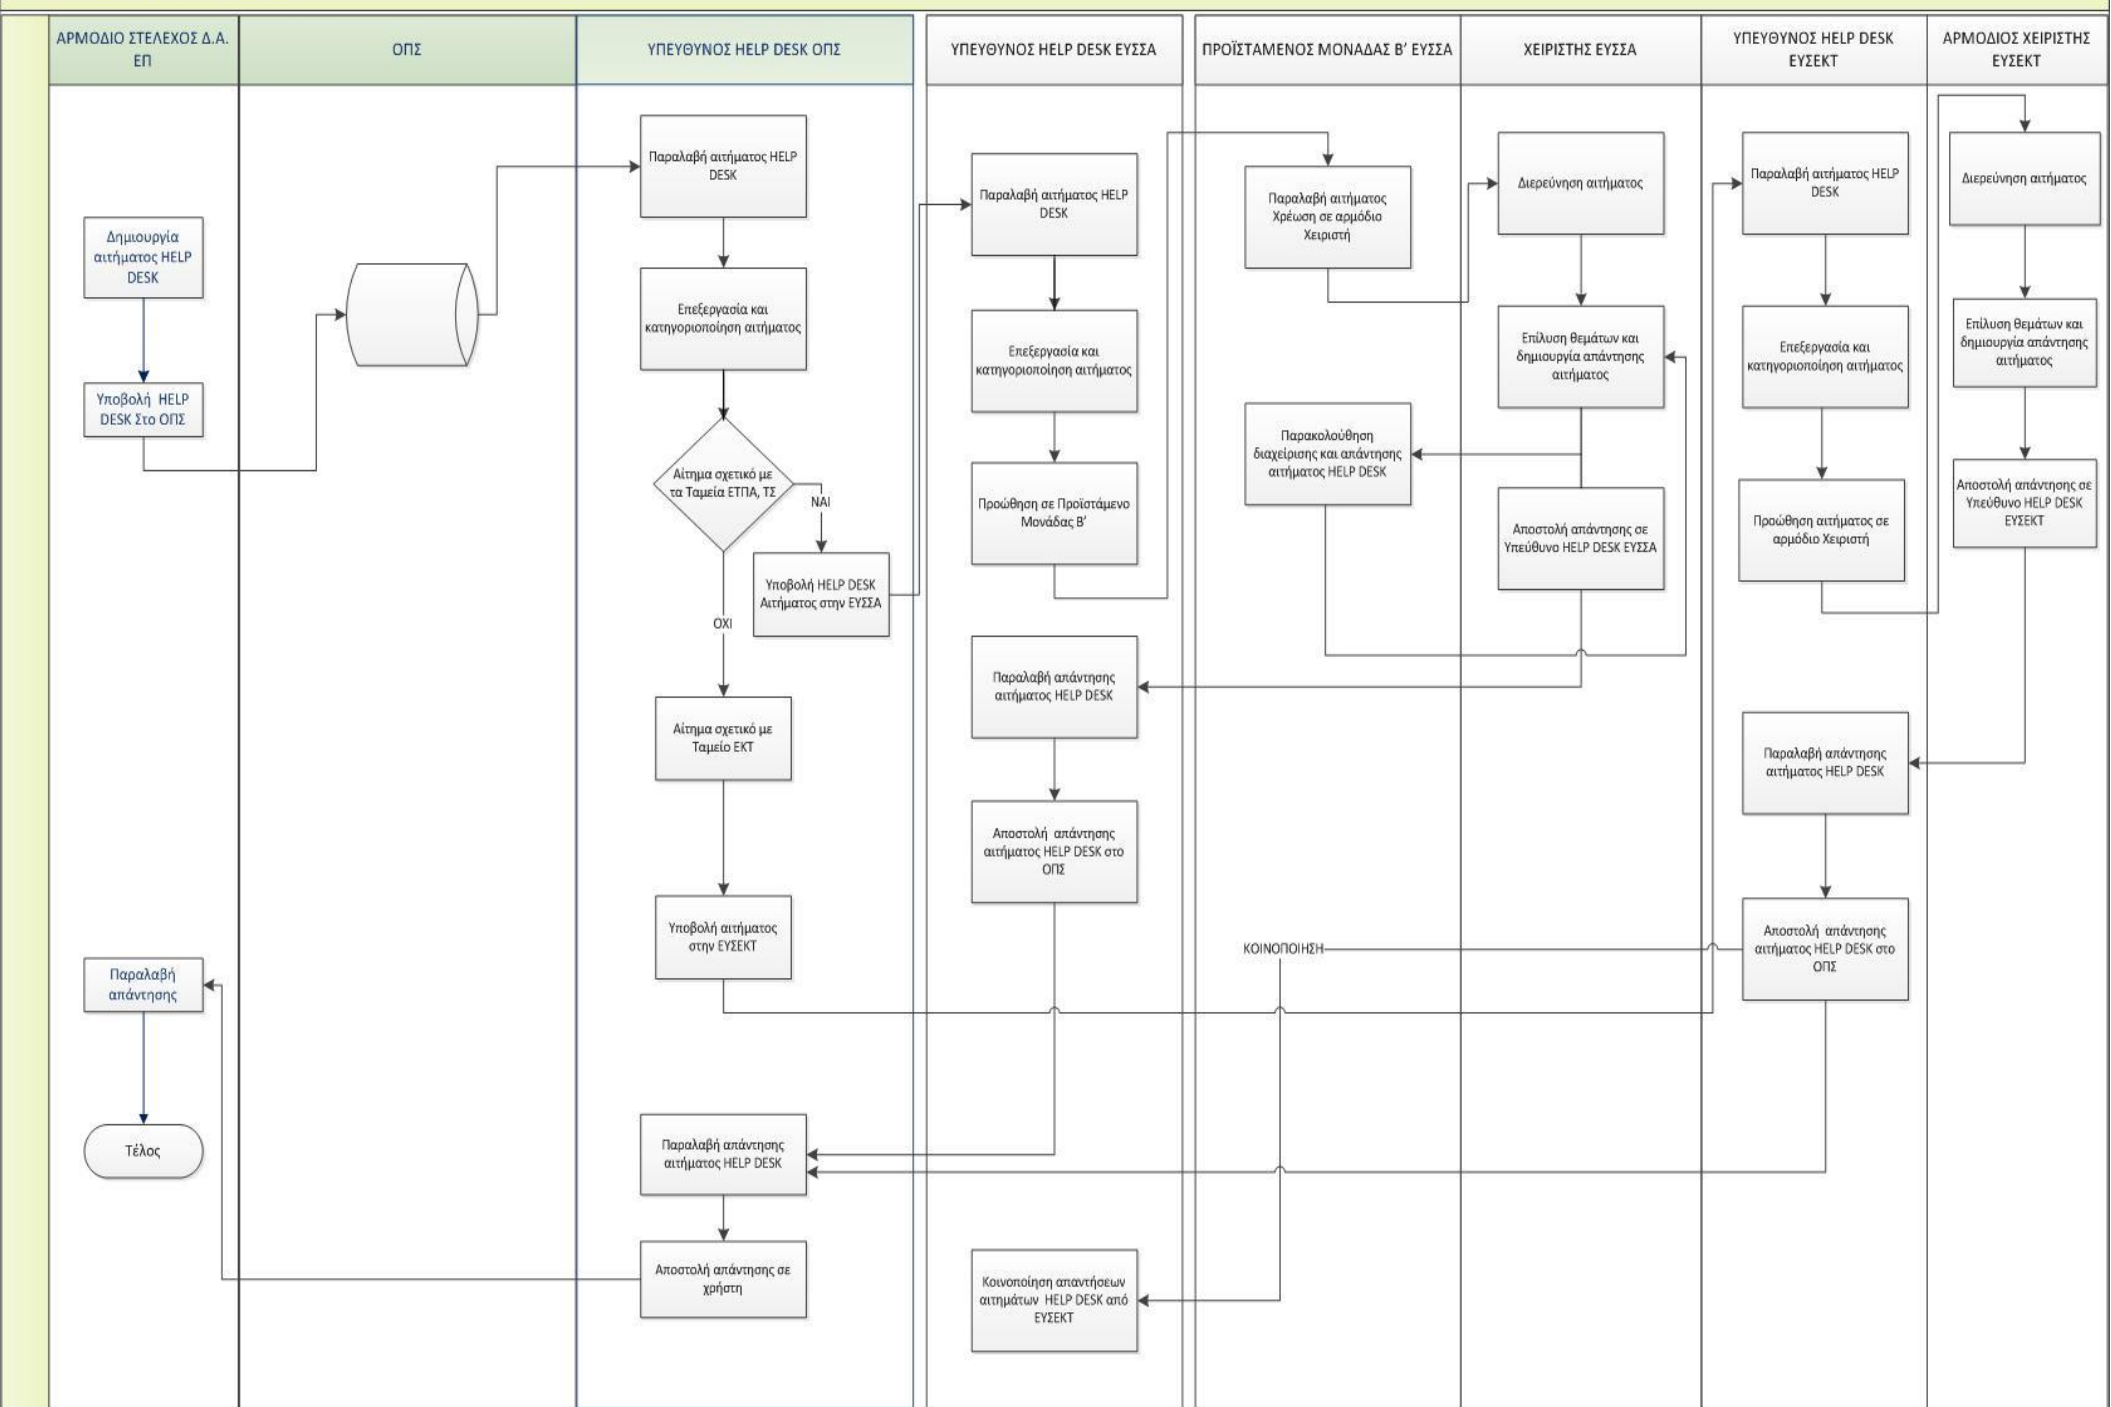 ΑΡΜΟΔΙΟ ΣΤΕΛΕΧΟΣ Δ.Α.
ΕΠ
ΟΠΣ
ΥΠΕΥΘΥΝΟΣ HELP DESK ΟΠΣ
ΥΠΕΥΘΥΝΟΣ HELP DESK ΕΥΣΣΑ
ΠΡΟΪΣΤΑΜΕΝΟΣ ΜΟΝΑΔΑΣ Β’ ΕΥΣΣΑ
ΧΕΙΡΙΣΤΗΣ ΕΥΣΣΑ
ΥΠΕΥΘΥΝΟΣ HELP DESK
ΕΥΣΕΚΤ
ΑΡΜΟΔΙΟΣ ΧΕΙΡΙΣΤΗΣ
ΕΥΣΕΚΤ
Δημιουργία
αιτήματος HELP
DESK
Υποβολή HELP
DESK Στο ΟΠΣ
Παραλαβή
απάντησης
Τέλος
Παραλαβή αιτήματος HELP
DESK
Επεξεργασία και
κατηγοριοποίηση αιτήματος
Αίτημα σχετικό με
τα Ταμεία ΕΤΠΑ, ΤΣ
ΝΑΙ
Υποβολή HELP DESK
Αιτήματος στην ΕΥΣΣΑ
ΟΧΙ
Αίτημα σχετικό με
Ταμείο ΕΚΤ
Υποβολή αιτήματος
στην ΕΥΣΕΚΤ
Παραλαβή απάντησης
αιτήματος HELP DESK
Αποστολή απάντησης σε
χρήστη
Παραλαβή αιτήματος HELP
DESK
Επεξεργασία και
κατηγοριοποίηση αιτήματος
Προώθηση σε Προϊστάμενο
Μονάδας Β’
Παραλαβή απάντησης
αιτήματος HELP DESK
Αποστολή απάντησης
αιτήματος HELP DESK στο
ΟΠΣ
Κοινοποίηση απαντήσεων
αιτημάτων HELP DESK από
ΕΥΣΕΚΤ
Παραλαβή αιτήματος
Χρέωση σε αρμόδιο
Χειριστή
Παρακολούθηση
διαχείρισης και απάντησης
αιτήματος HELP DESK
ΚΟΙΝΟΠΟΙΗΣΗ
Διερεύνηση αιτήματος
Επίλυση θεμάτων και
δημιουργία απάντησης
αιτήματος
Αποστολή απάντησης σε
Υπεύθυνο HELP DESK ΕΥΣΣΑ
Παραλαβή αιτήματος HELP
DESK
Επεξεργασία και
κατηγοριοποίηση αιτήματος
Προώθηση αιτήματος σε
αρμόδιο Χειριστή
Παραλαβή απάντησης
αιτήματος HELP DESK
Αποστολή απάντησης
αιτήματος HELP DESK στο
ΟΠΣ
Διερεύνηση αιτήματος
Επίλυση θεμάτων και
δημιουργία απάντησης
αιτήματος
Αποστολή απάντησης σε
Υπεύθυνο HELP DESK
ΕΥΣΕΚΤ